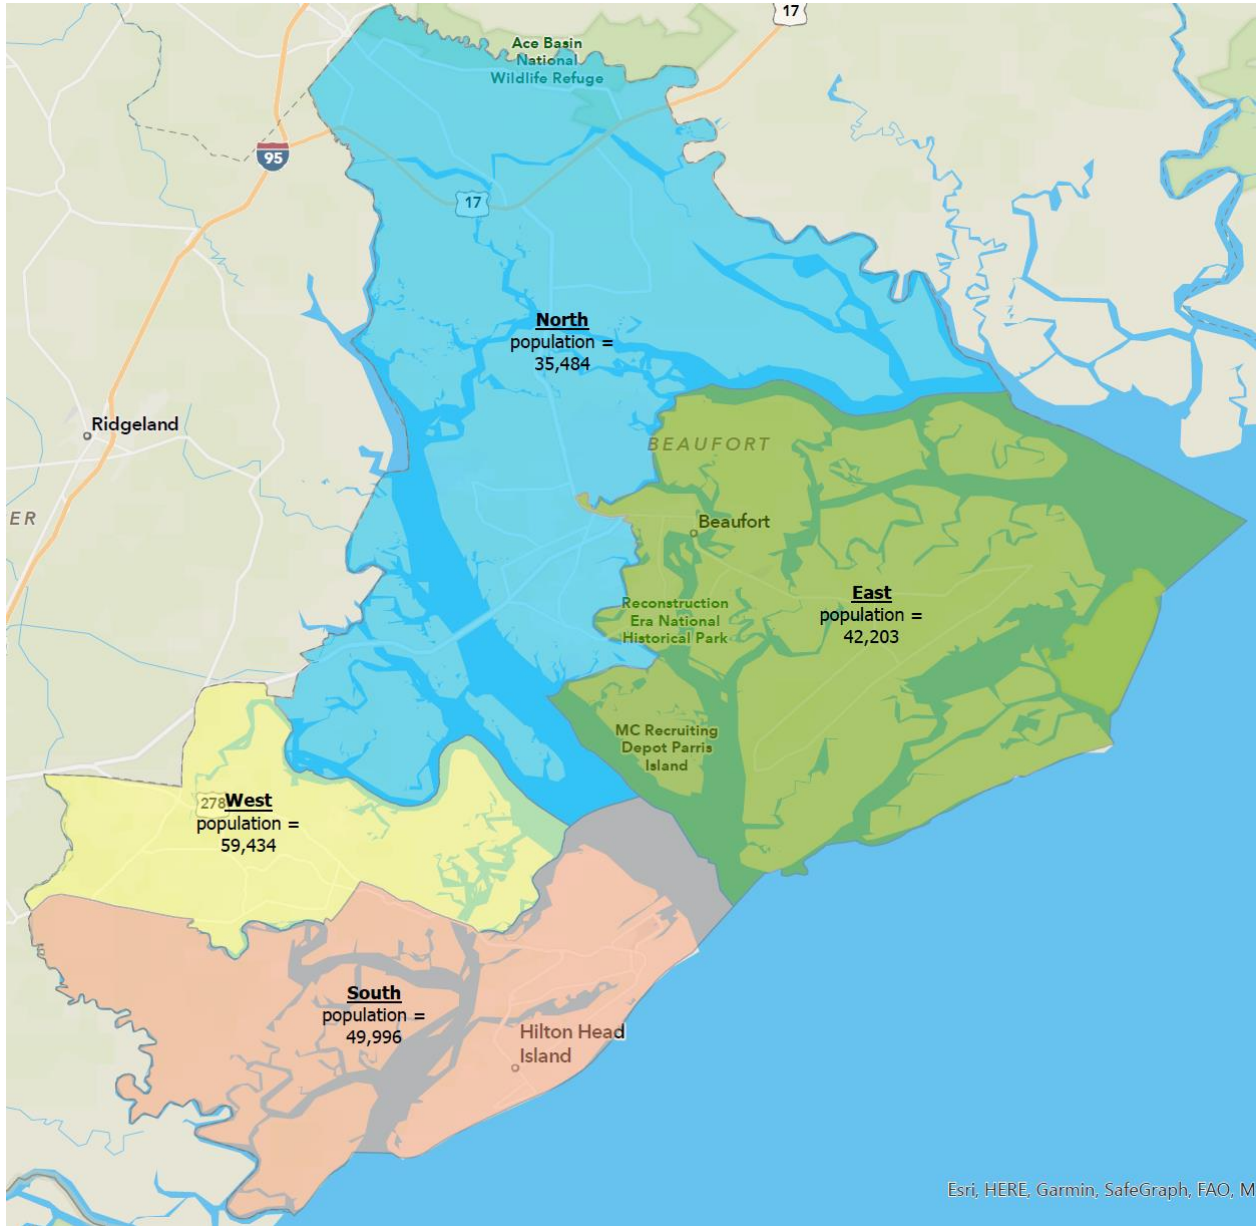 17
Ace Basin
National
Wildlife Refuge
95
17
North
population =
35,484
Ridgeland
BEAUFORT
ER
Beaufort
East
population =
42,203
Reconstruction
Era National
Historical Park
MC Recruiting
Depot Parris
Island
278
West
population =
59,434
South
population =
49,996
Hilton Head
Island
Esri, HERE, Garmin, SafeGraph, FAO, M